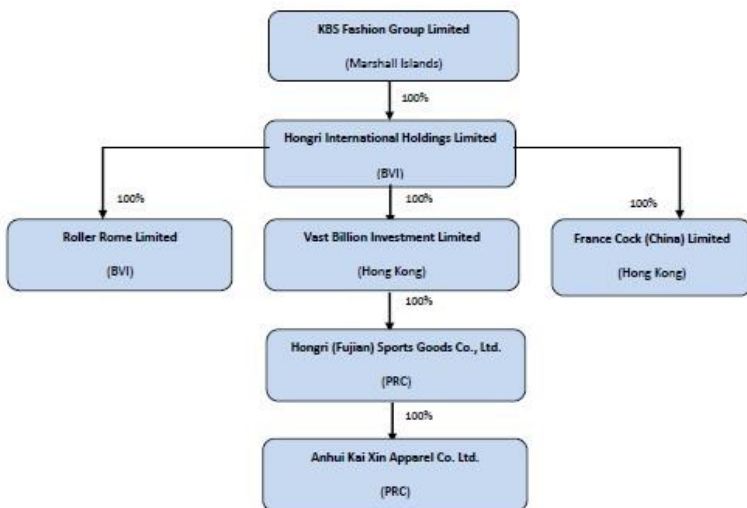 KBS Fashion Group Limited
(Marshall Islands)
100%
Hongri International Holdings Limited
(BVI)
100%
100%
100%
Roller Rome Limited
(BVI)
Vast Billion Investment Limited
(Hong Kong)
France Cock (China) Limited
(Hong Kong)
100%
Hongri (Fujian) Sports Goods Co., Ltd.
(PRC)
100%
Anhui Kai Xin Apparel Co. Ltd.
(PRC)